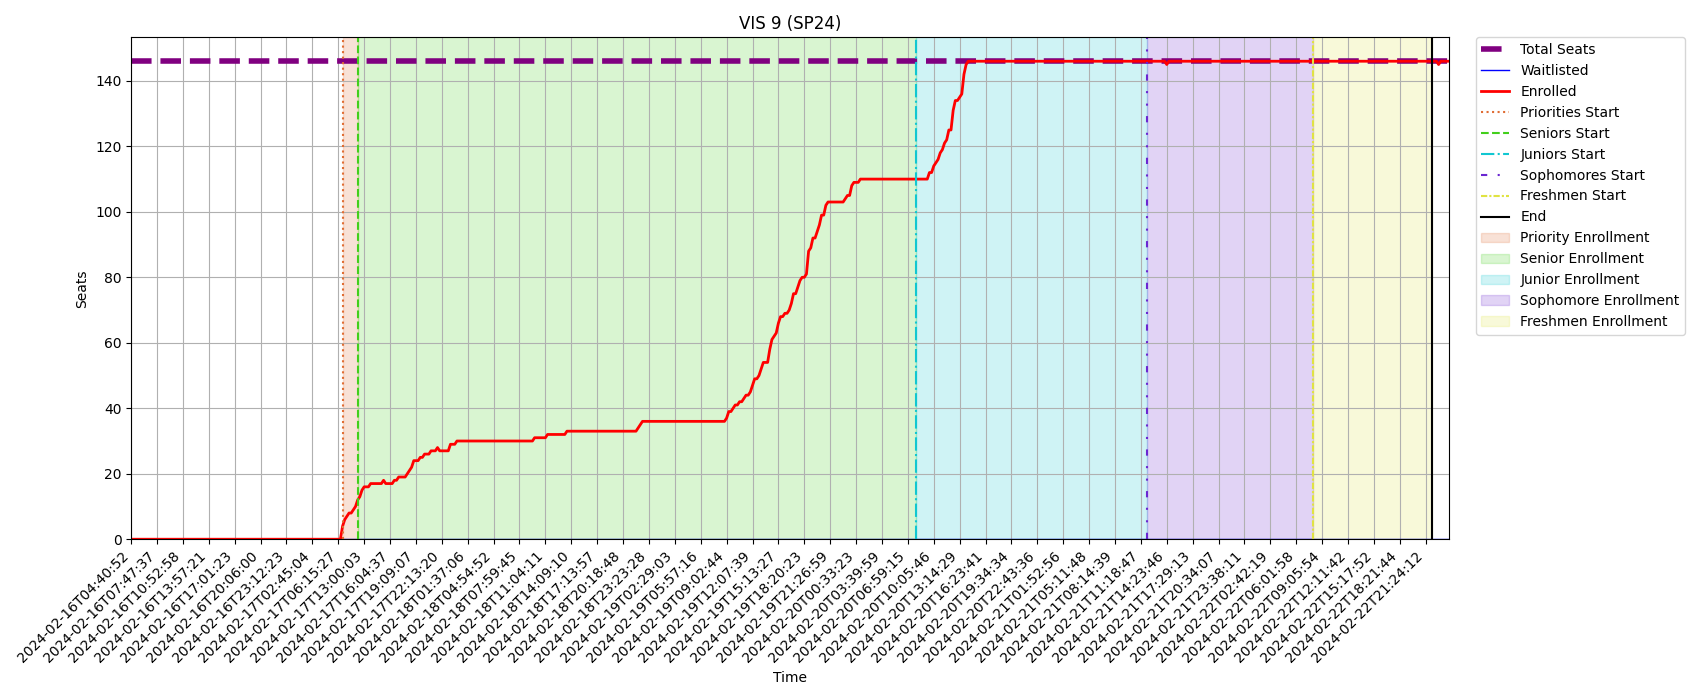 VIS 9 (SP24)
Seats
140
120
100
80
60
40
20
0
2024-02-16T04:40:52
2024-02-16T07:47:37
2024-02-16T10:52:58
2024-02-16T13:57:21
2024-02-16T17:01:23
2024-02-16T20:06:00
2024-02-16T23:12:23
2024-02-17T02:45:04
2024-02-17T06:15:27
2024-02-17T13:00:03
2024-02-17T16:04:37
2024-02-17T19:09:07
2024-02-17T22:13:20
2024-02-18T01:37:06
2024-02-18T04:54:52
2024-02-18T07:59:45
2024-02-18T11:04:11
2024-02-18T14:09:10
2024-02-18T17:13:57
2024-02-18T20:18:48
2024-02-18T23:23:28
2024-02-19T02:29:03
2024-02-19T05:57:16
2024-02-19T09:02:44
2024-02-19T12:07:39
2024-02-19T15:13:27
2024-02-19T18:20:23
2024-02-19T21:26:59
2024-02-20T00:33:23
2024-02-20T03:39:59
2024-02-20T06:59:15
2024-02-20T10:05:46
2024-02-20T13:14:29
2024-02-20T16:23:41
2024-02-20T19:34:34
2024-02-20T22:43:36
2024-02-21T01:52:56
2024-02-21T05:11:48
2024-02-21T08:14:39
2024-02-21T11:18:47
2024-02-21T14:23:46
2024-02-21T17:29:13
2024-02-21T20:34:07
2024-02-21T23:38:11
2024-02-22T02:42:19
2024-02-22T06:01:58
2024-02-22T09:05:54
2024-02-22T12:11:42
2024-02-22T15:17:52
2024-02-22T18:21:44
2024-02-22T21:24:12
Time
Total Seats
Waitlisted
Enrolled
Priorities Start
Seniors Start
Juniors Start
Sophomores Start
Freshmen Start
End
Priority Enrollment
Senior Enrollment
Junior Enrollment
Sophomore Enrollment
Freshmen Enrollment